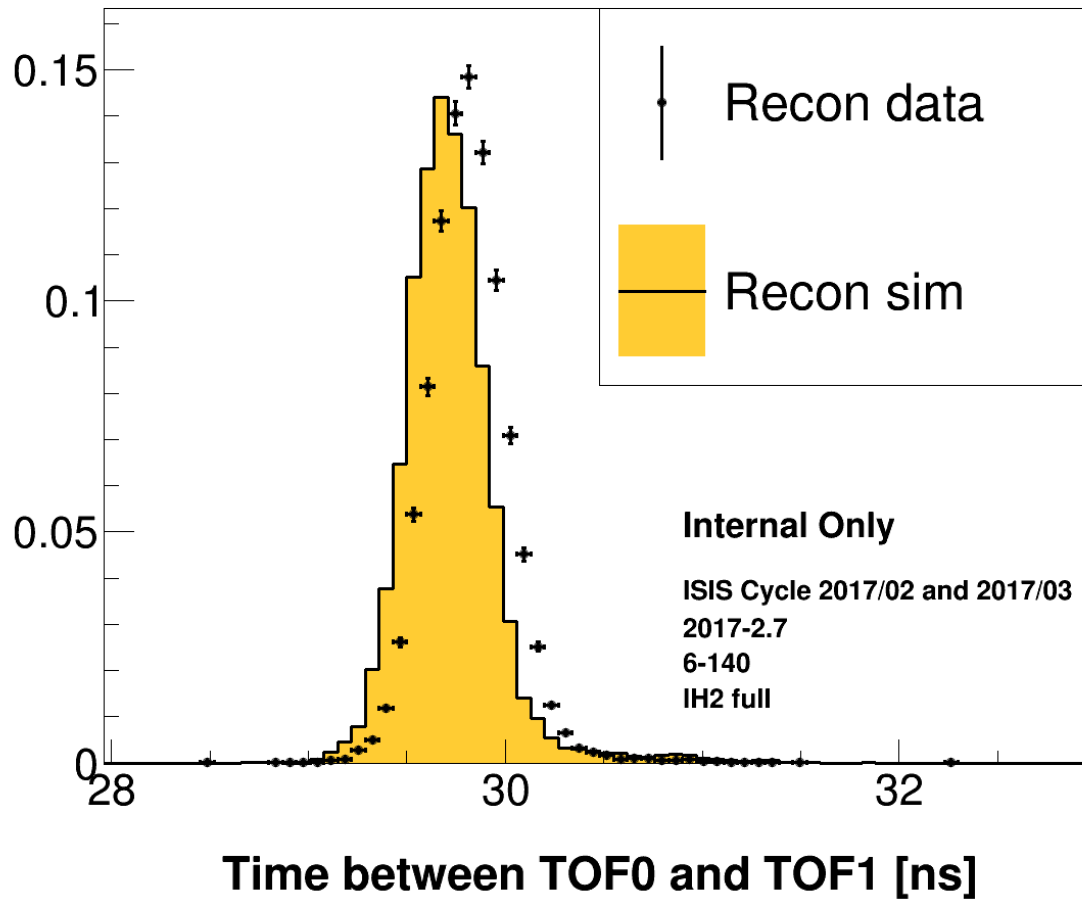 0.15
0.1
0.05
0
28
30
32
Recon data
Recon sim
Internal Only
ISIS Cycle 2017/02 and 2017/03
2017-2.7
6-140
lH2 full
Time between TOF0 and TOF1 [ns]